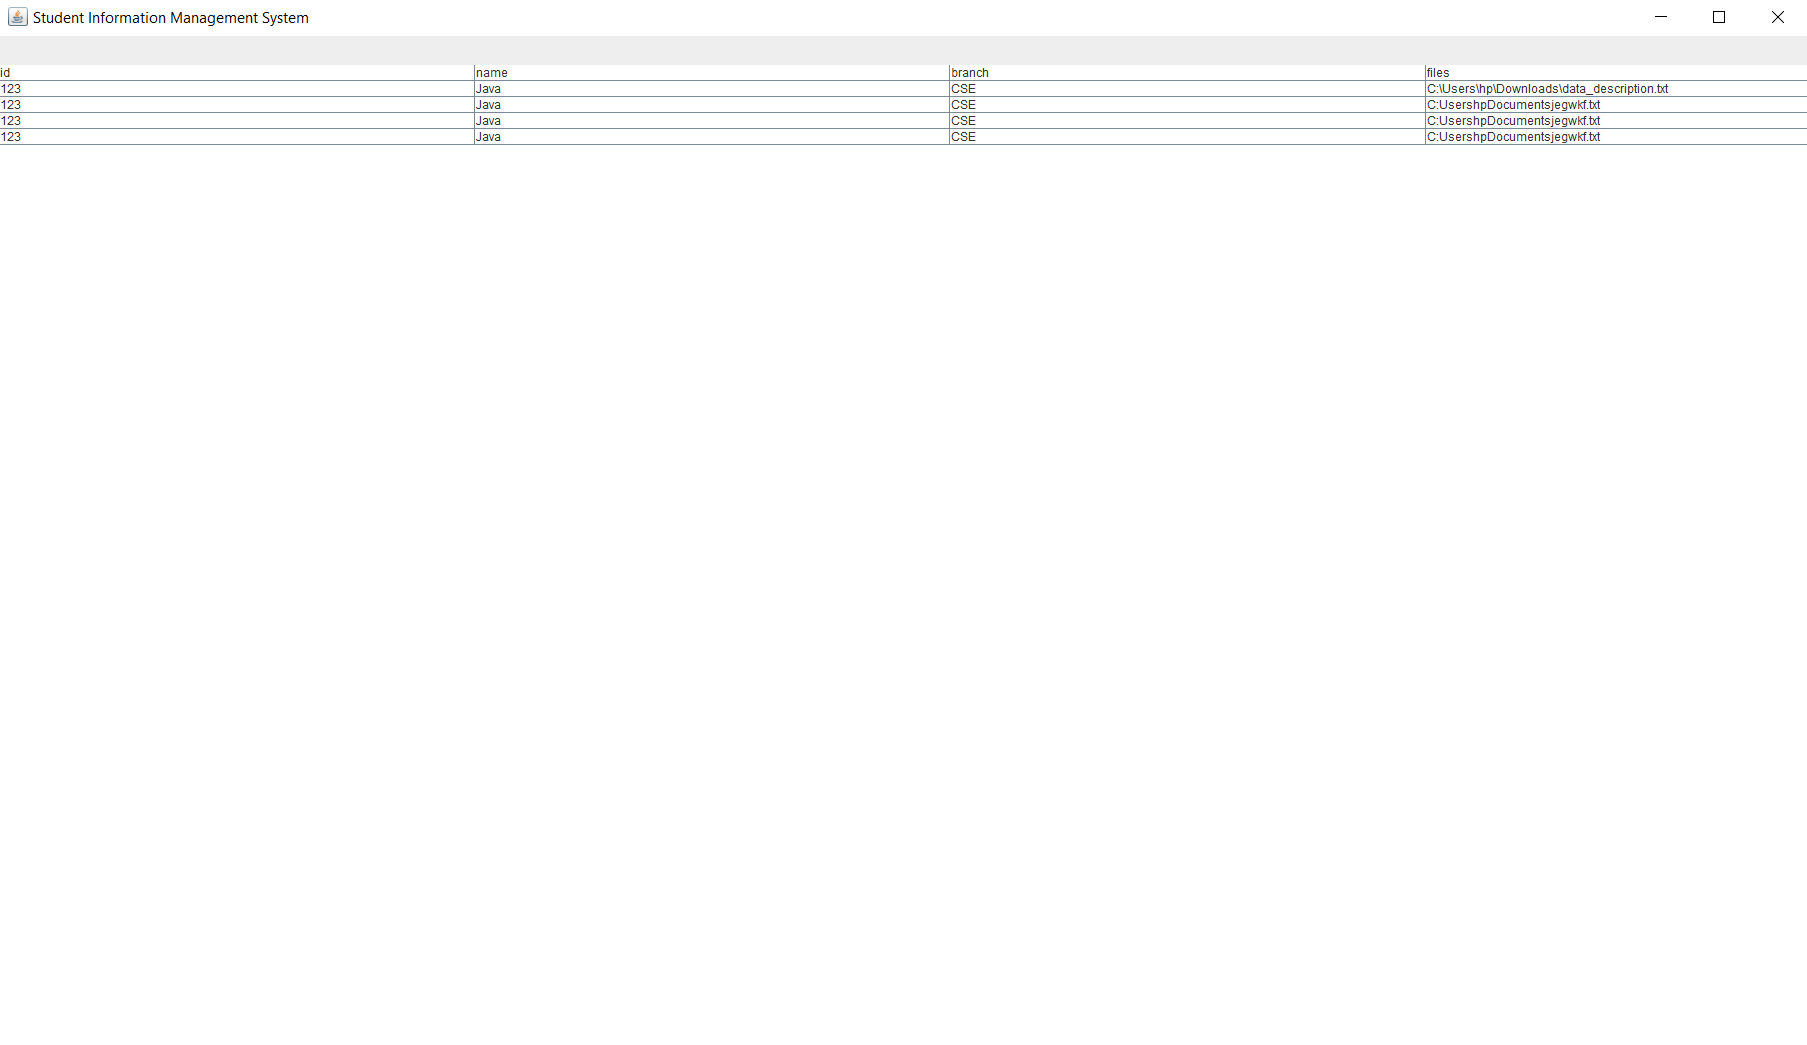 Student Information Management System
id name branch files
123 Java CSE C:\Users\hp\Downloads\data_description.txt
123 Java CSE C:UsershpDocumentsjegwkf.txt
123 Java CSE C:UsershpDocumentsjegwkf.txt
123 Java CSE C:UsershpDocumentsjegwkf.txt